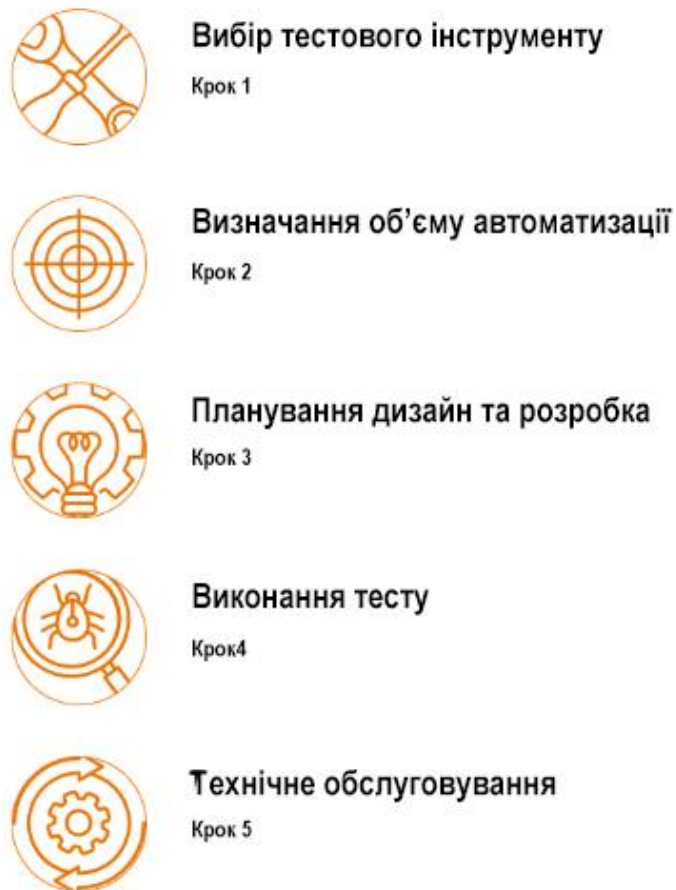 Вибір тестового інструменту
Крок 1
Визначання об’єму автоматизації
Крок 2
Планування дизайн та розробка
Крок 3
Виконання тесту
Крок4
Технічне обслуговування
Крок 5